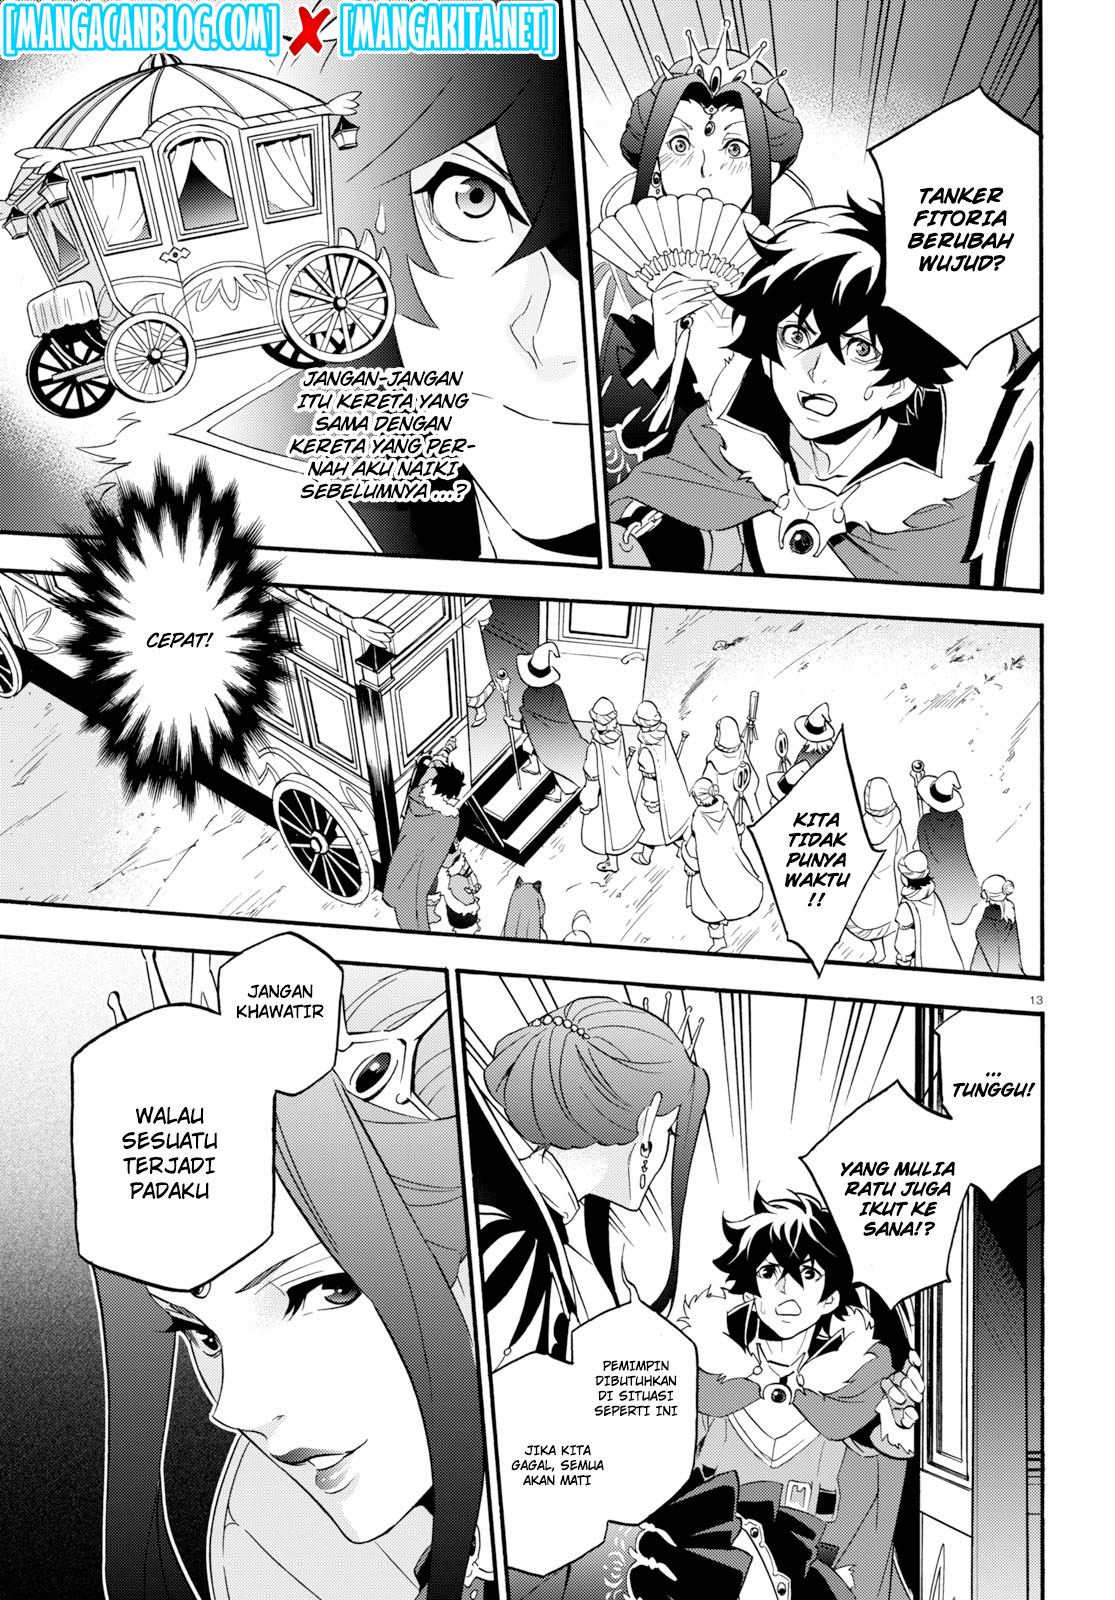 [MANGACANBLOG.COM] X [MANGAKITA.NET]
TANKER
FITORIA
BERUBAH
WUJUD?
JANGAN-JANGAN
ITU KERETA YANG
SAMA DENGAN
KERETA YANG PER-
NAH AKU NAIKI
SEBELUMNYA...?
KITA
TIDAK
PUNYA
WAKTU
!!
CEPAT!
13
...
TUNGGU!
YANG MULIA
RATU JUGA
IKUT KE
SANA!?
PEMIMPIN
DIBUTUHKAN
DI SITUASI
SEPERTI INI
JIKA KITA
GAGAL, SEMUA
AKAN MATI
JANGAN
KHAWATIR
WALAU
SESUATU
TERJADI
PADAKU